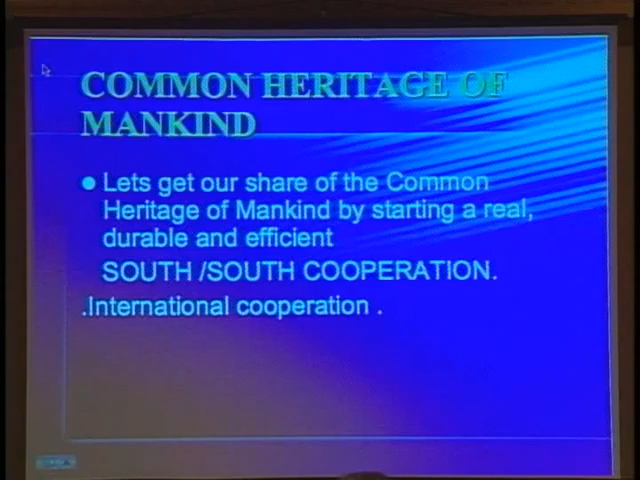 COMMON HERITAGE OF
MANKIND
Lets get our share of the Common
Heritage of Mankind by starting a real,
durable and efficient
SOUTH /SOUTH COOPERATION.
.International cooperation .